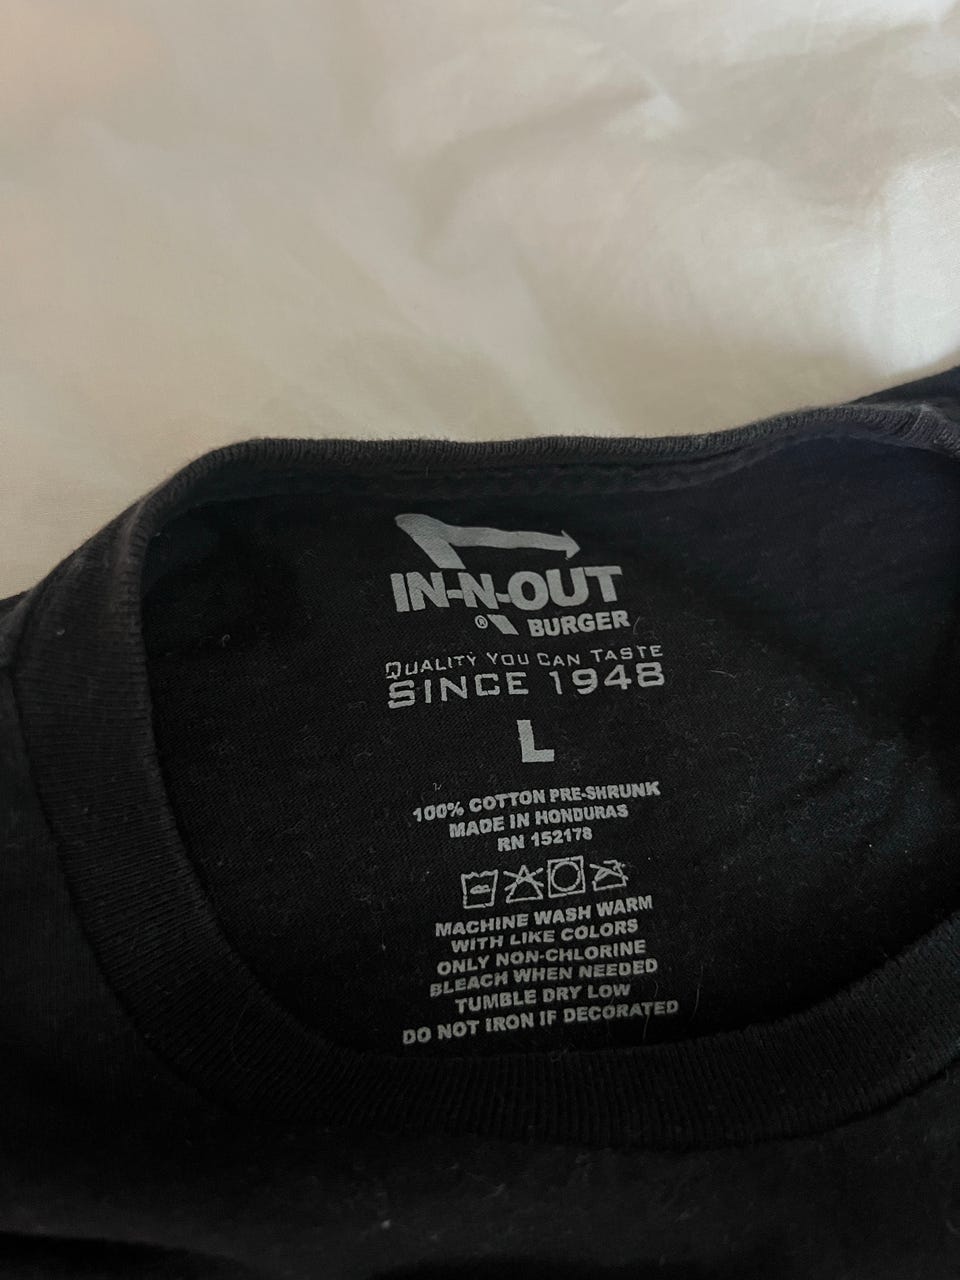 IN-N-OUT
® BURGER
QUALITY YOU CAN TASTE
SINCE 1948
L
100% COTTON PRE-SHRUNK
MADE IN HONDURAS
RN 152178
MACHINE WASH WARM
WITH LIKE COLORS
ONLY NON-CHLORINE
BLEACH WHEN NEEDED
TUMBLE DRY LOW
DO NOT IRON IF DECORATED